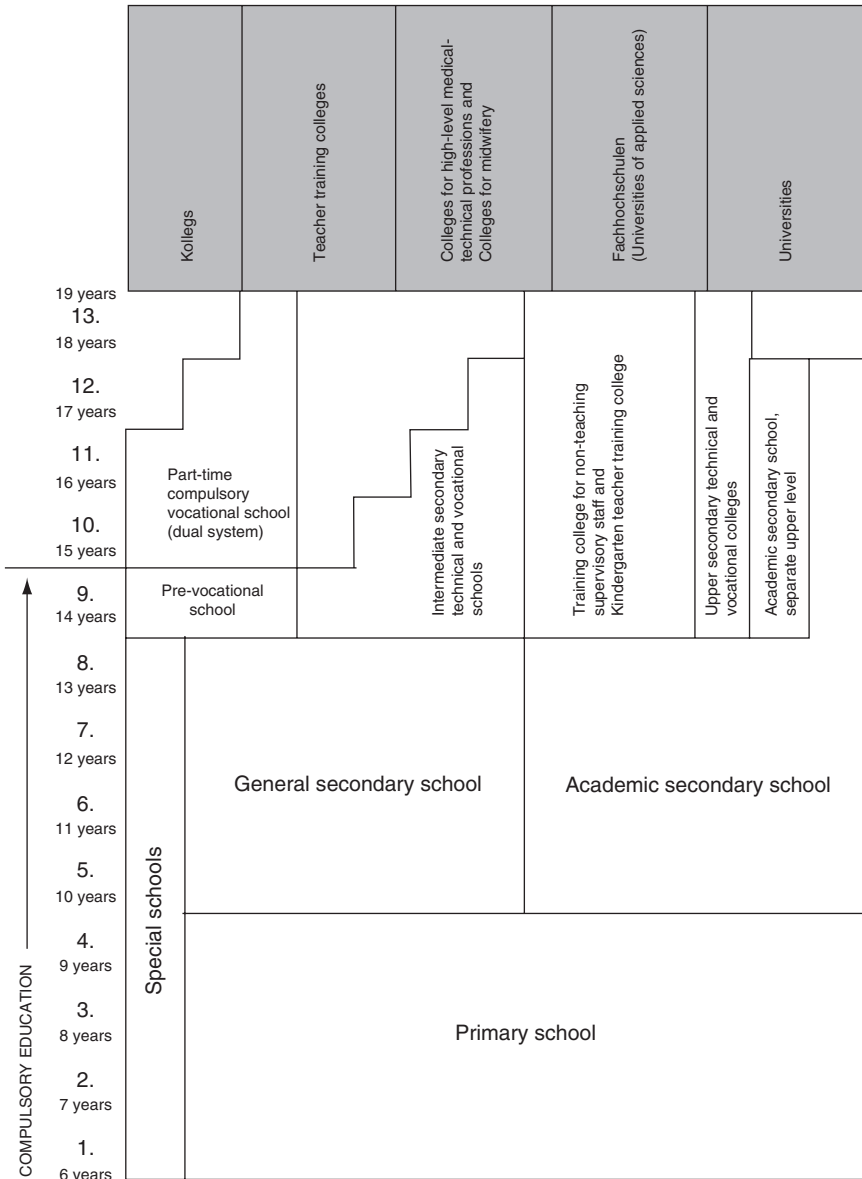 Kollegs
Teacher training colleges
Colleges for high-level medical-
technical professions and
Colleges for midwifery
Fachhochschulen
(Universities of applied sciences)
Universities
19 years
13.
18 years
12.
17 years
11.
16 years
10.
15 years
9.
14 years
8.
13 years
7.
12 years
6.
11 years
5.
10 years
4.
9 years
3.
8 years
2.
7 years
1.
6 years
COMPULSORY EDUCATION
Part-time
compulsory
vocational school
(dual system)
Pre-vocational
school
Intermediate secondary
technical and vocational
schools
Training college for non-teaching
supervisory staff and
Kindergarten teacher training college
Upper secondary technical and
vocational colleges
Academic secondary school,
separate upper level
Special schools
General secondary school
Academic secondary school
Primary school